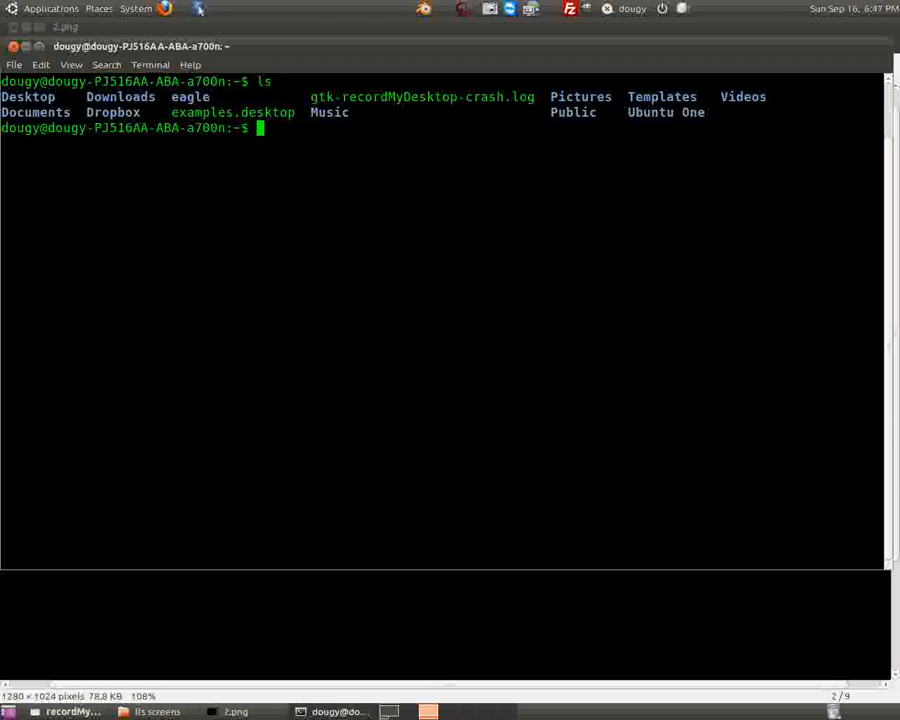 Applications Places System dougy Sun Sep 16, 6:47 PM
2.png
dougy@dougy-PJ516AA-ABA-a700n: ~
File Edit View Search Terminal Help
dougy@dougy-PJ516AA-ABA-a700n:~$ ls
Desktop Downloads eagle gtk-recordMyDesktop-crash.log Pictures Templates Videos
Documents Dropbox examples.desktop Music Public Ubuntu One
dougy@dougy-PJ516AA-ABA-a700n:~$
1280 × 1024 pixels 78.8 KB 108% 2 / 9
recordMy... lls screens 2.png dougy@do...